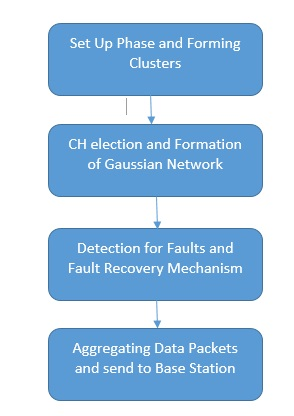 Set Up Phase and Forming
Clusters
CH election and Formation
of Gaussian Network
Detection for Faults and
Fault Recovery Mechanism
Aggregating Data Packets
and send to Base Station